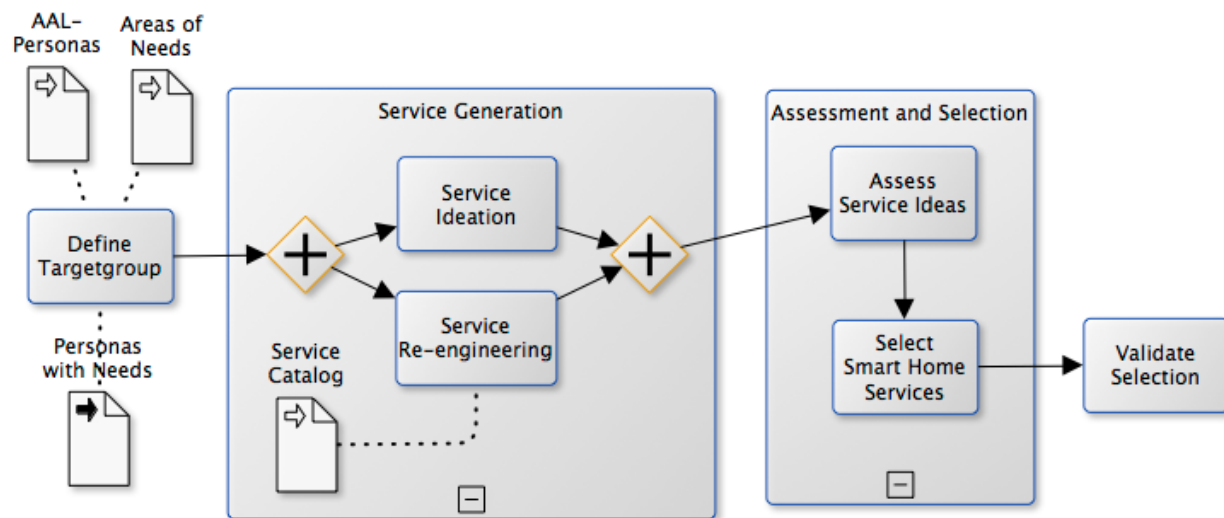 AAL-
Personas
Areas of
Needs
Define
Targetgroup
Personas
with Needs
Service Generation
Service
Ideation
Service
Re-engineering
Service
Catalog
Assessment and Selection
Assess
Service Ideas
Select
Smart Home
Services
Validate
Selection